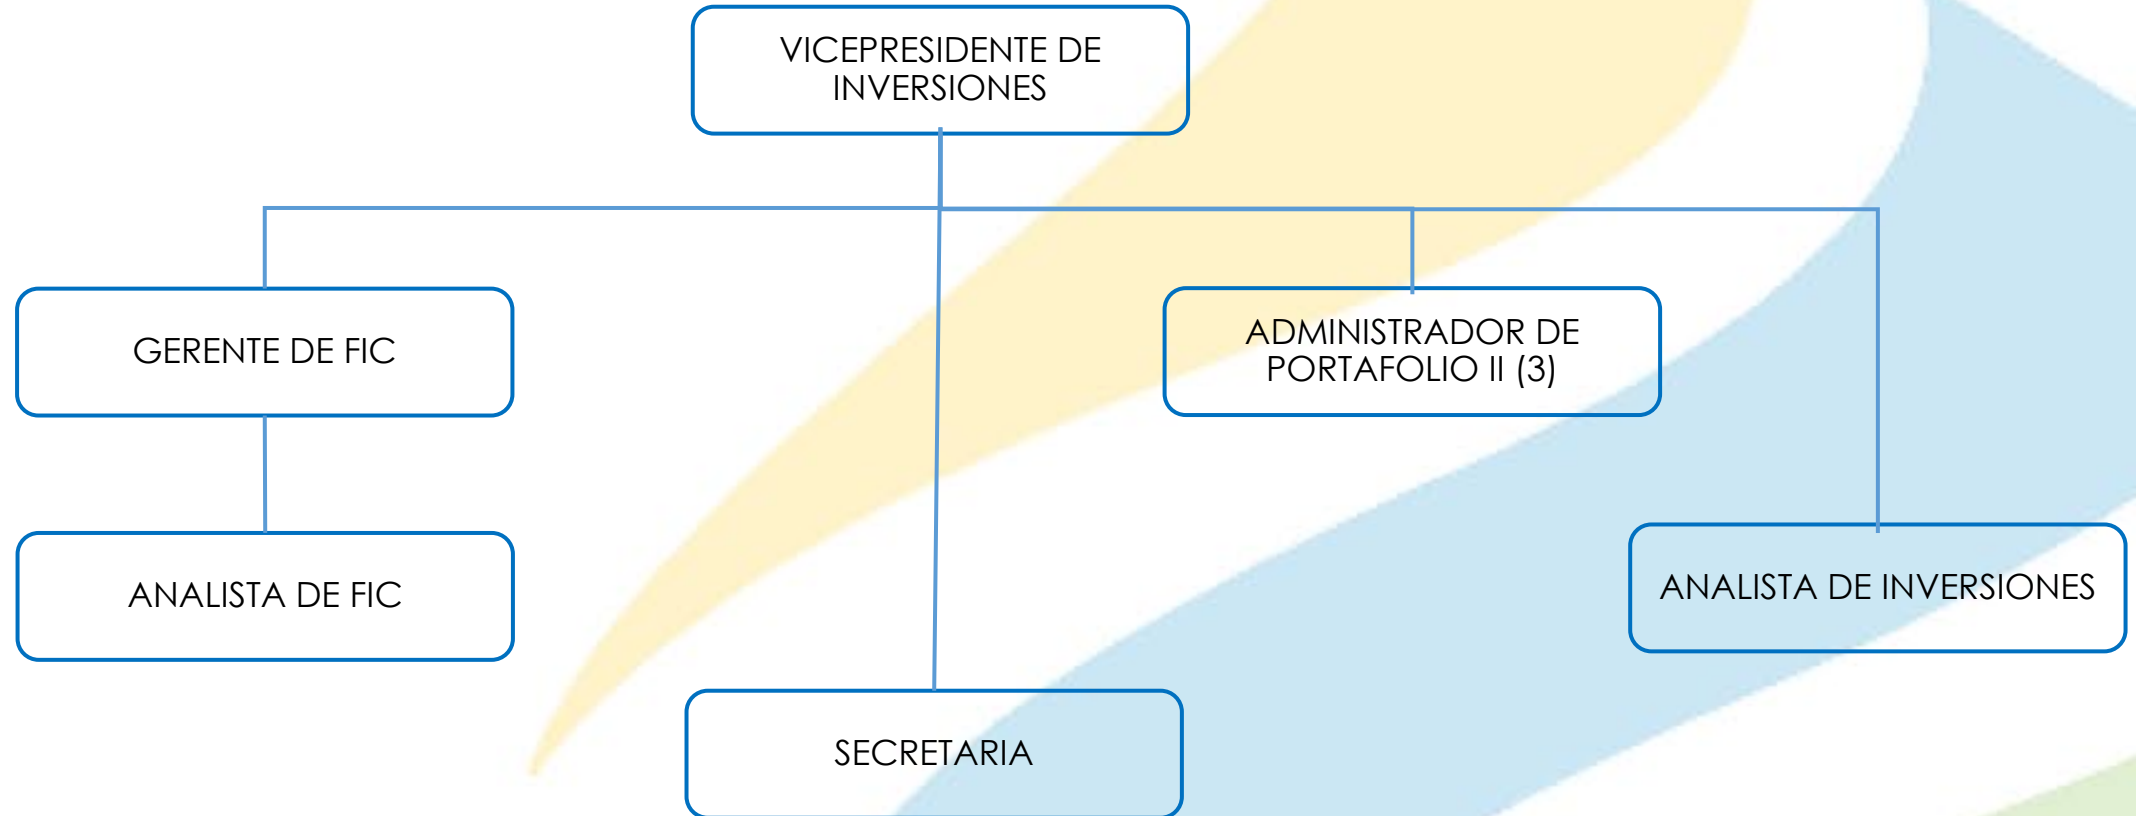 VICEPRESIDENTE DE
INVERSIONES
GERENTE DE FIC
ADMINISTRADOR DE
PORTAFOLIO II (3)
ANALISTA DE FIC
ANALISTA DE INVERSIONES
SECRETARIA